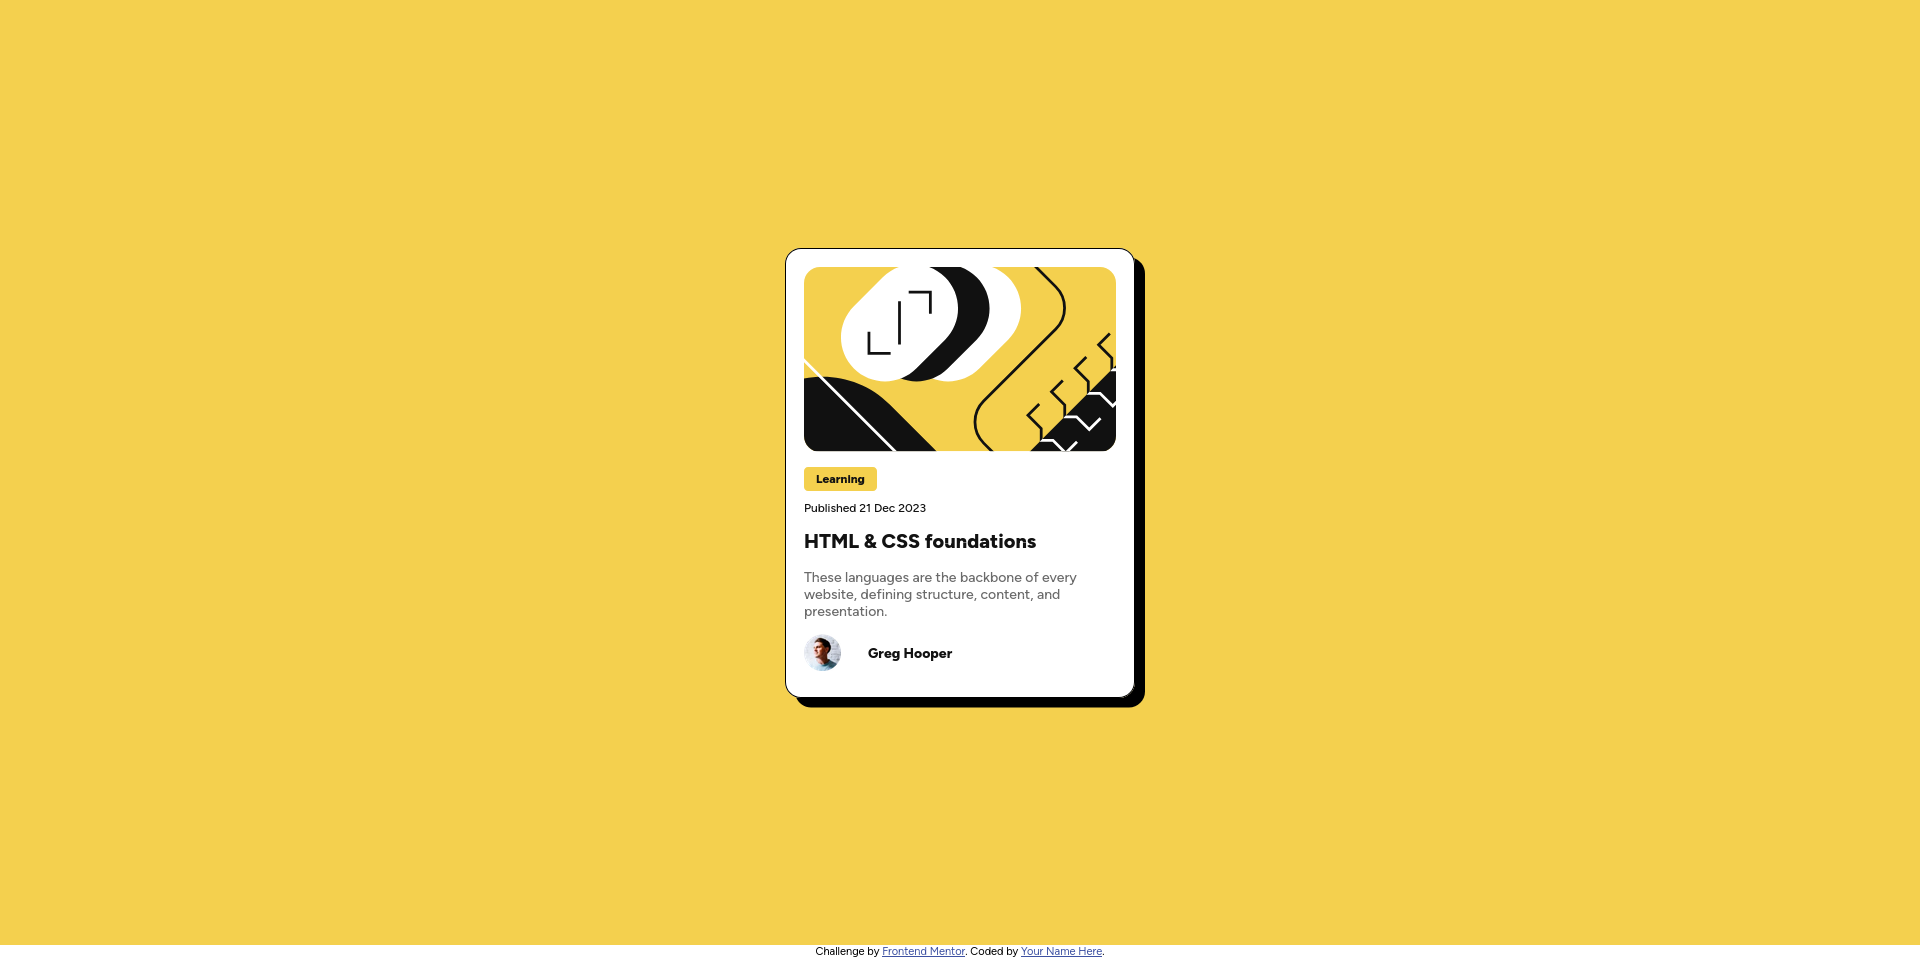 Learning
Published 21 Dec 2023
HTML & CSS foundations
These languages are the backbone of every
website, defining structure, content, and
presentation.
Greg Hooper
Challenge by Frontend Mentor. Coded by Your Name Here.